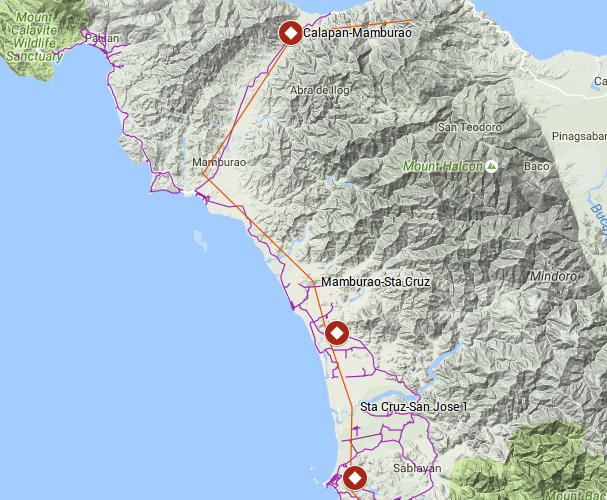 Mount
Calavite
Wildlife
Sanctuary
Paluan
Calapan-Mamburao
Abra de Ilog
San Teodoro
Ca
Pinagsabar
Mamburao
Mount Halcon
Baco
Bucay
Mindoro
Mamburao-Sta Cruz
Sta Cruz-San Jose 1
Sablayan
Mount Bac